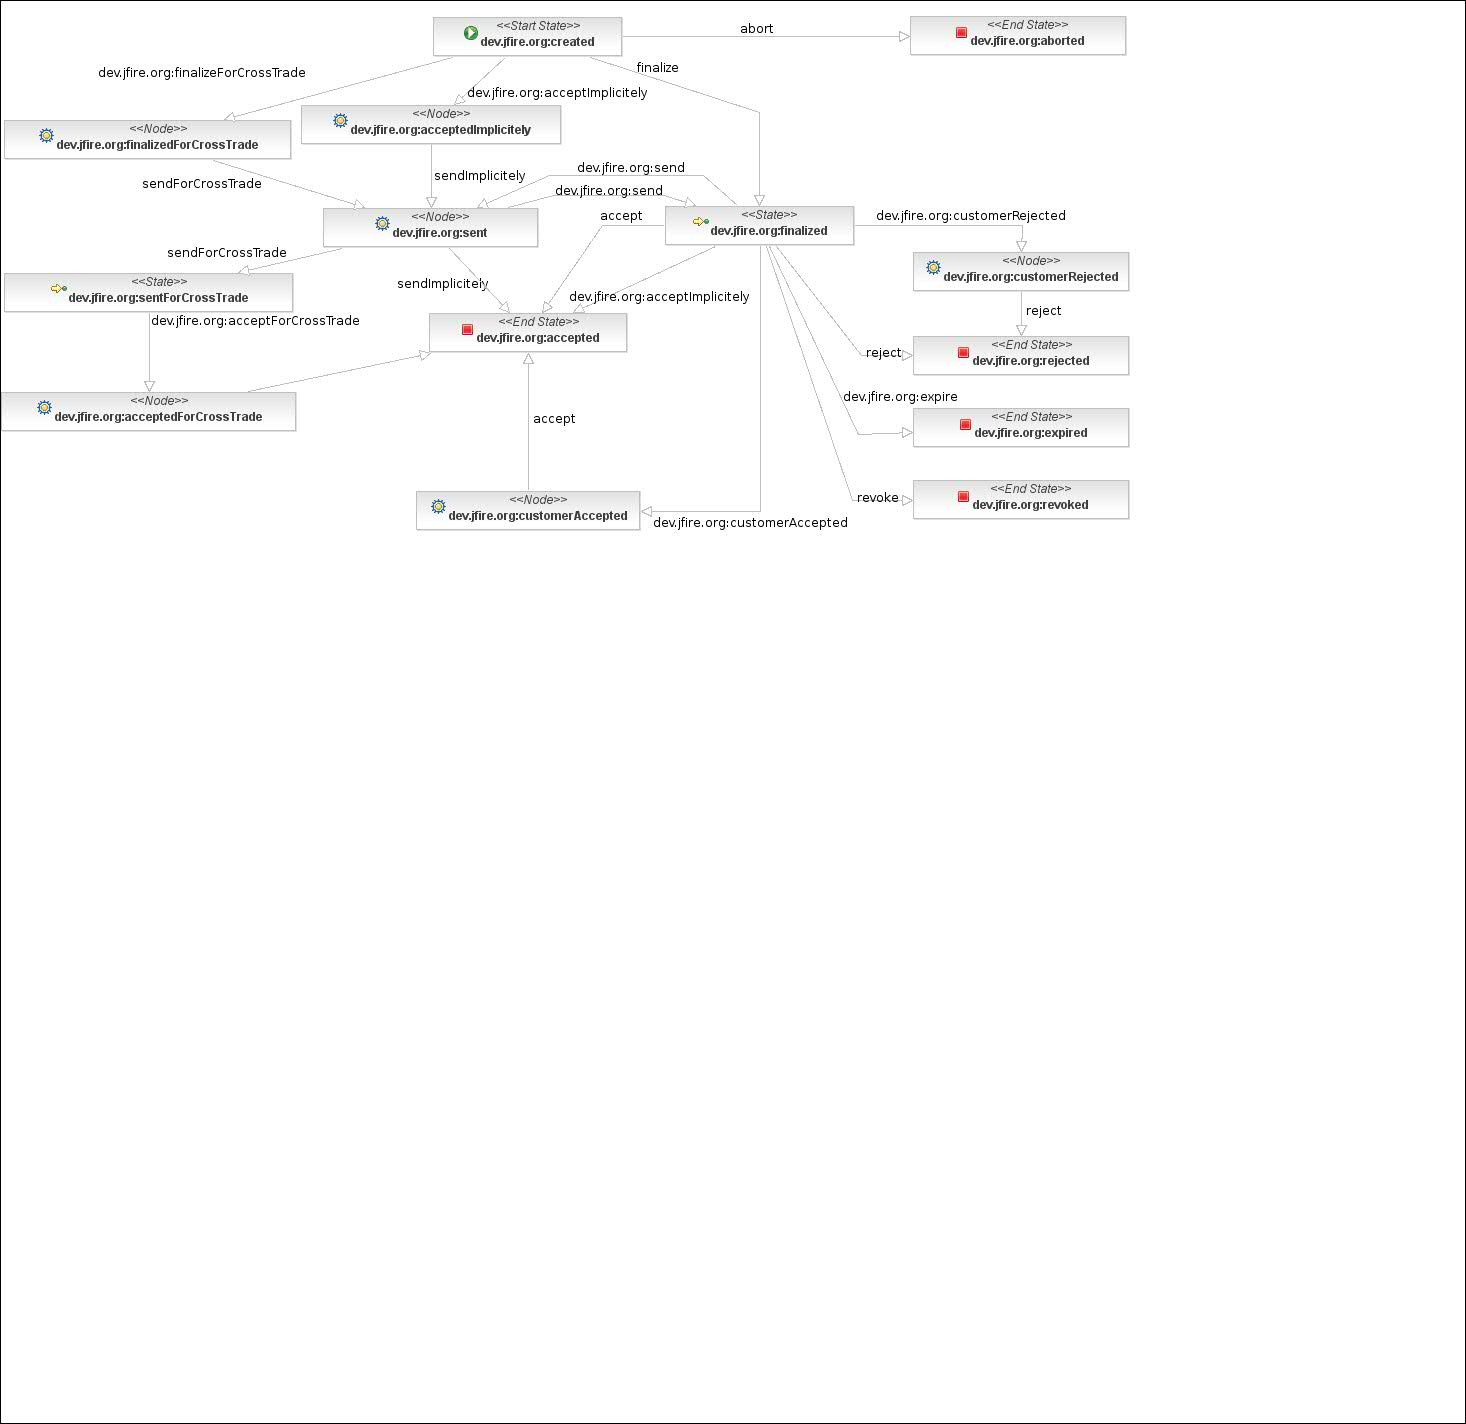 <<Start State>>
dev.jfire.org:created
abort
<<End State>>
dev.jfire.org:aborted
dev.jfire.org:finalizeForCrossTrade
finalize
dev.jfire.org:acceptImplicitely
<<Node>>
dev.jfire.org:finalizedForCrossTrade
<<Node>>
dev.jfire.org:acceptedImplicitely
sendForCrossTrade
sendImplicitely
dev.jfire.org:send
dev.jfire.org:send
<<Node>>
dev.jfire.org:sent
accept
<<State>>
dev.jfire.org:finalized
dev.jfire.org:customerRejected
<<Node>>
dev.jfire.org:customerRejected
sendForCrossTrade
<<State>>
dev.jfire.org:sentForCrossTrade
sendImplicitely
dev.jfire.org:acceptImplicitely
reject
dev.jfire.org:acceptForCrossTrade
<<End State>>
dev.jfire.org:accepted
reject
<<End State>>
dev.jfire.org:rejected
dev.jfire.org:expire
<<Node>>
dev.jfire.org:acceptedForCrossTrade
accept
<<End State>>
dev.jfire.org:expired
revoke
<<End State>>
dev.jfire.org:revoked
<<Node>>
dev.jfire.org:customerAccepted
dev.jfire.org:customerAccepted